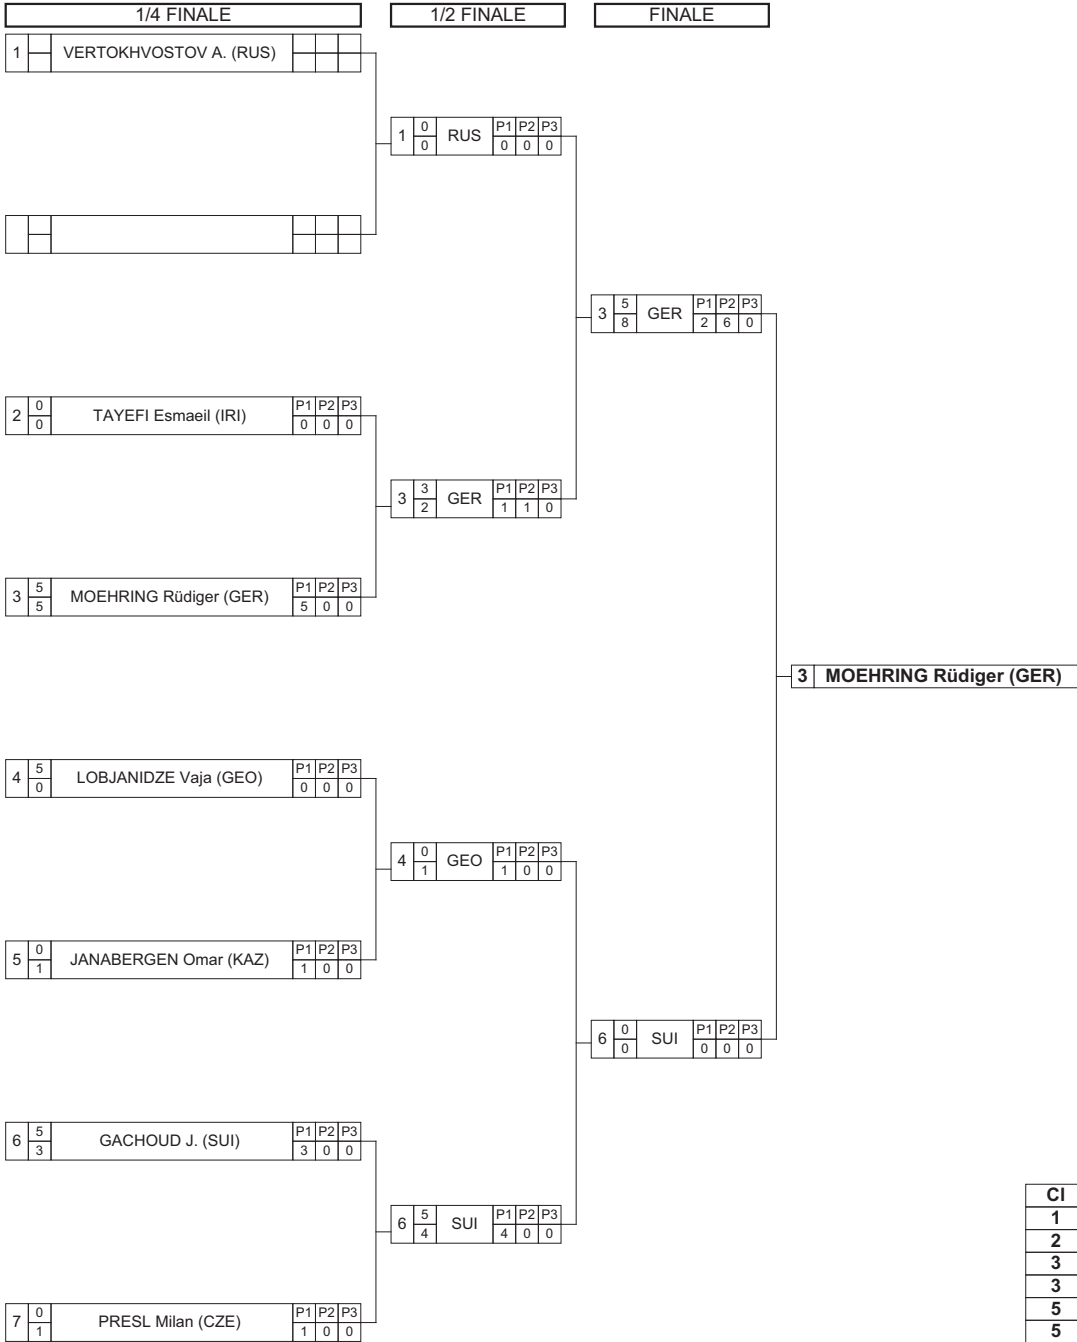 1/4 FINALE 1/2 FINALE FINALE
1 VERTOKHVOSTOV A. (RUS)
0 P1 P2 P3
1 RUS
0 0 0 0
5 P1 P2 P3
3 GER
8 2 6 0
0 P1 P2 P3
2 TAYEFI Esmaeil (IRI)
0 0 0 0
3 P1 P2 P3
3 GER
2 1 1 0
5 P1 P2 P3
3 MOEHRING Rüdiger (GER)
5 5 0 0
3 MOEHRING Rüdiger (GER)
5 P1 P2 P3
4 LOBJANIDZE Vaja (GEO)
0 0 0 0
0 P1 P2 P3
4 GEO
1 1 0 0
0 P1 P2 P3
5 JANABERGEN Omar (KAZ)
1 1 0 0
0 P1 P2 P3
6 SUI
0 0 0 0
5 P1 P2 P3
6 GACHOUD J. (SUI)
3 3 0 0
5 P1 P2 P3
6 SUI
4 4 0 0
0 P1 P2 P3
7 PRESL Milan (CZE)
1 1 0 0
Cl
1
2
3
3
5
5